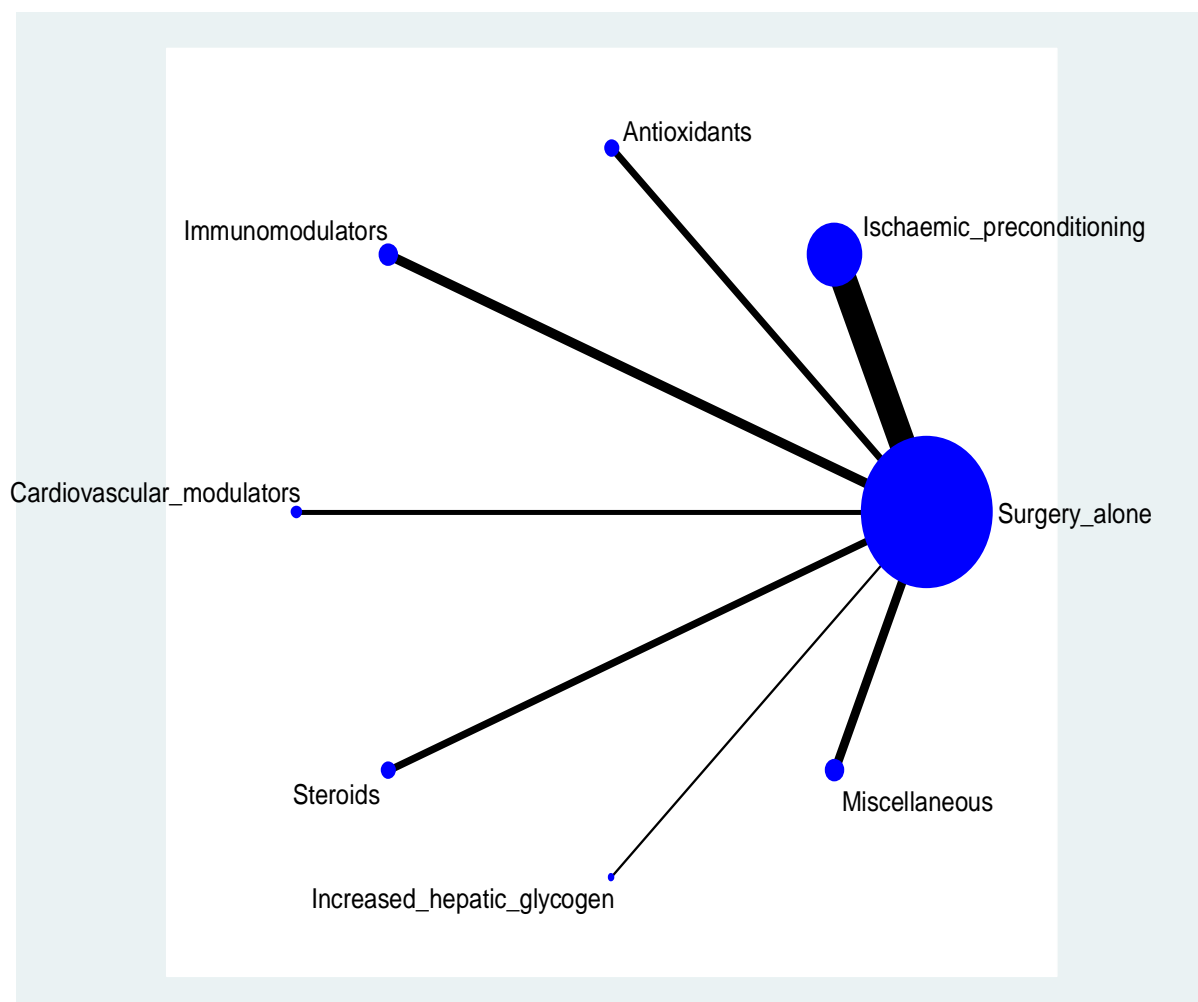 Antioxidants
Ischaemic_preconditioning
Immunomodulators
Cardiovascular_modulators
Surgery_alone
Steroids
Miscellaneous
Increased_hepatic_glycogen